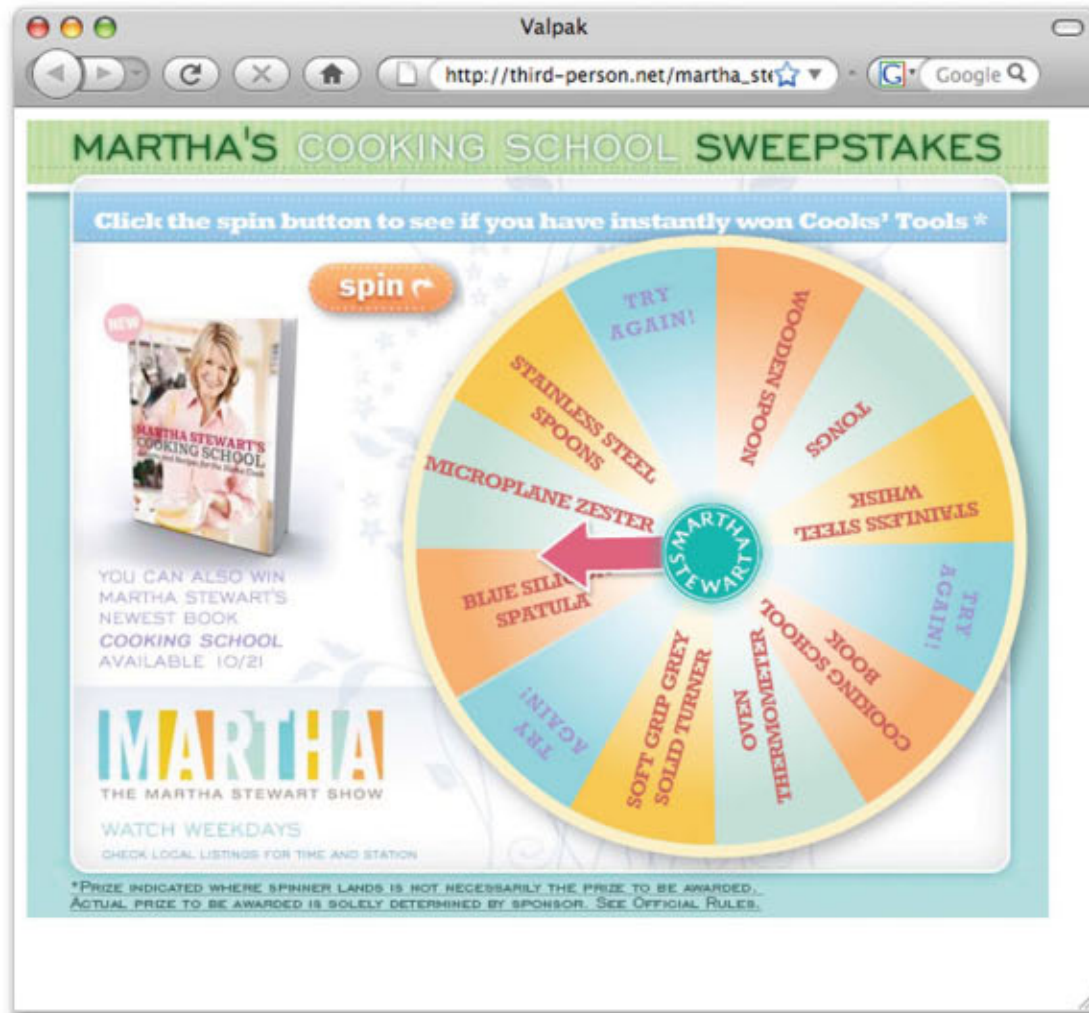 Valpak
http://third-person.net/martha_ste
Google
MARTHA'S COOKING SCHOOL SWEEPSTAKES
Click the spin button to see if you have instantly won Cooks' Tools *
spin
NEW
MARTHA STEWART'S
COOKING SCHOOL
YOU CAN ALSO WIN
MARTHA STEWART'S
NEWEST BOOK
COOKING SCHOOL
AVAILABLE 10/21
MARTHA
THE MARTHA STEWART SHOW
WATCH WEEKDAYS
CHECK LOCAL LISTINGS FOR TIME AND STATION
TRY
AGAIN!
WOODEN SPOON
TONGS
STAINLESS STEEL
WHISK
TRY
AGAIN!
COOKING SCHOOL
BOOK
OVEN
THERMOMETER
SOFT GRIP GREY
SOLID TURNER
TRY
AGAIN!
BLUE
SPATULA
MICROPLANE ZESTER
STAINLESS STEEL
SPOONS
MARTHA
STEWART
*PRIZE INDICATED WHERE SPINNER LANDS IS NOT NECESSARILY THE PRIZE TO BE AWARDED.
ACTUAL PRIZE TO BE AWARDED IS SOLELY DETERMINED BY SPONSOR. SEE OFFICIAL RULES.